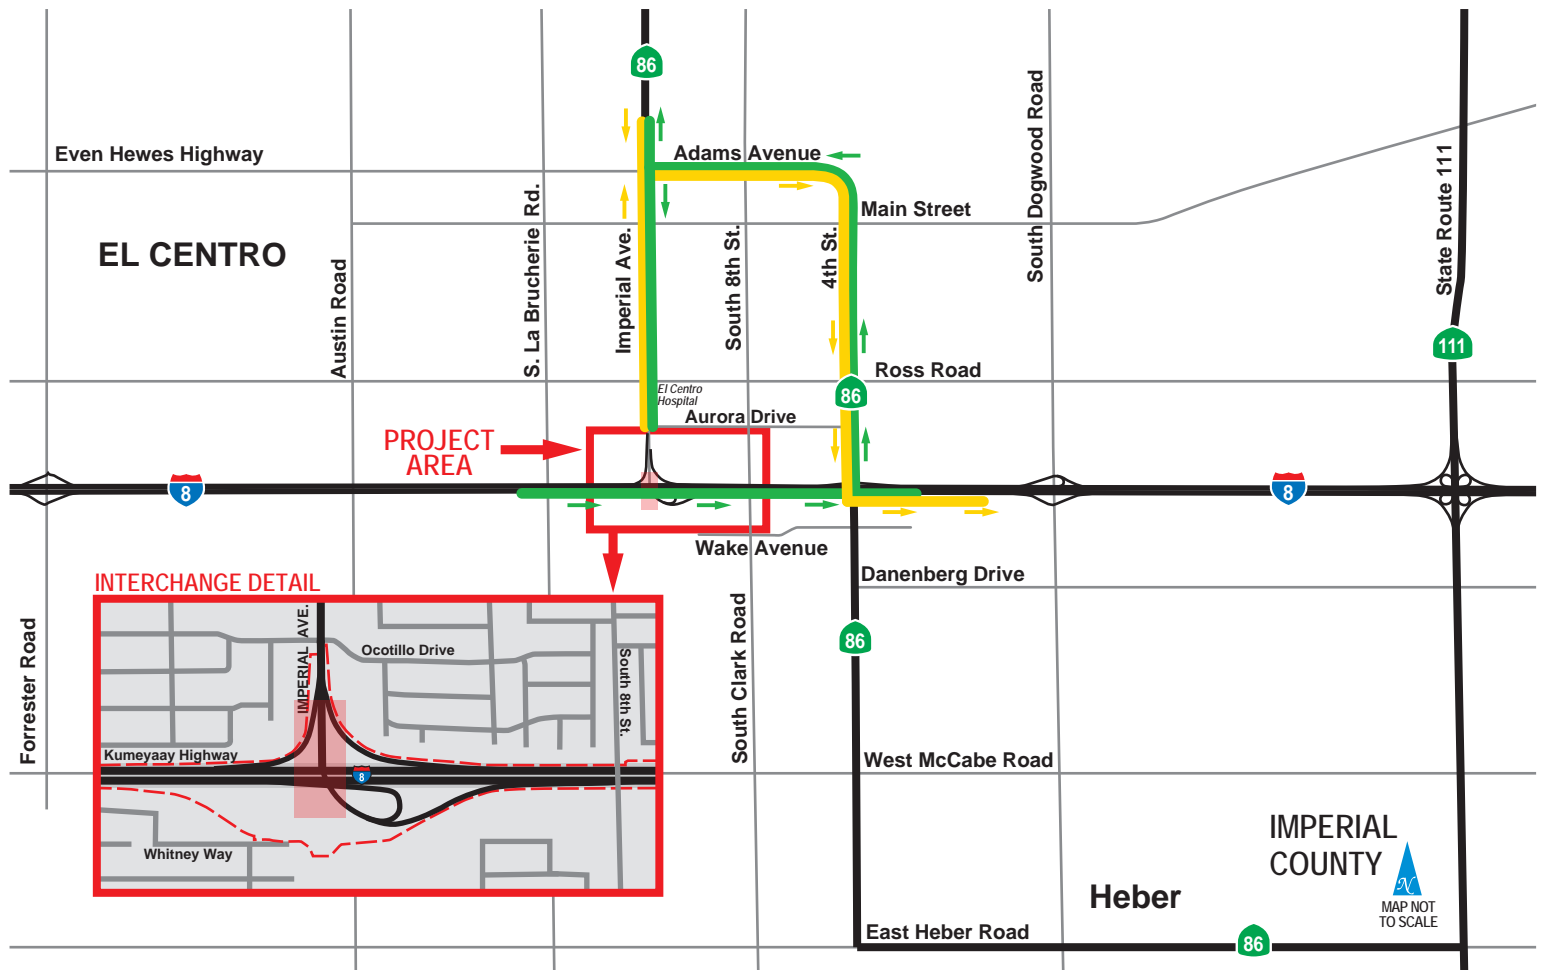 86
Even Hewes Highway
Adams Avenue
Main Street
EL CENTRO
Austin Road
S. La Brucherie Rd.
Imperial Ave.
South 8th St.
4th St.
South Dogwood Road
State Route 111
111
Ross Road
86
El Centro
Hospital
Aurora Drive
PROJECT
AREA
8
8
Wake Avenue
Danenberg Drive
86
INTERCHANGE DETAIL
IMPERIAL AVE.
Ocotillo Drive
South 8th St.
Kumeyaay Highway
8
Whitney Way
Forrester Road
South Clark Road
West McCabe Road
IMPERIAL
COUNTY
N
MAP NOT
TO SCALE
Heber
East Heber Road
86